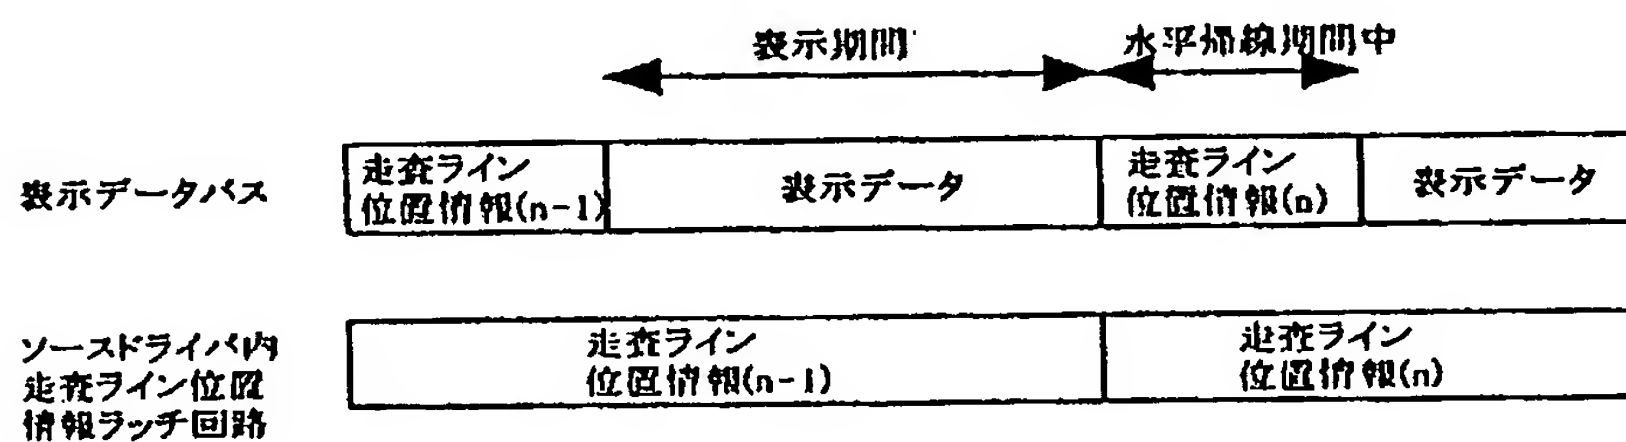 表示期間
水平帰線期間中
表示データバス
走査ライン
位置情報(n-1)
表示データ
走査ライン
位置情報(n)
表示データ
ソースドライバ内
走査ライン位置
情報ラッチ回路
走査ライン
位置情報(n-1)
走査ライン
位置情報(n)